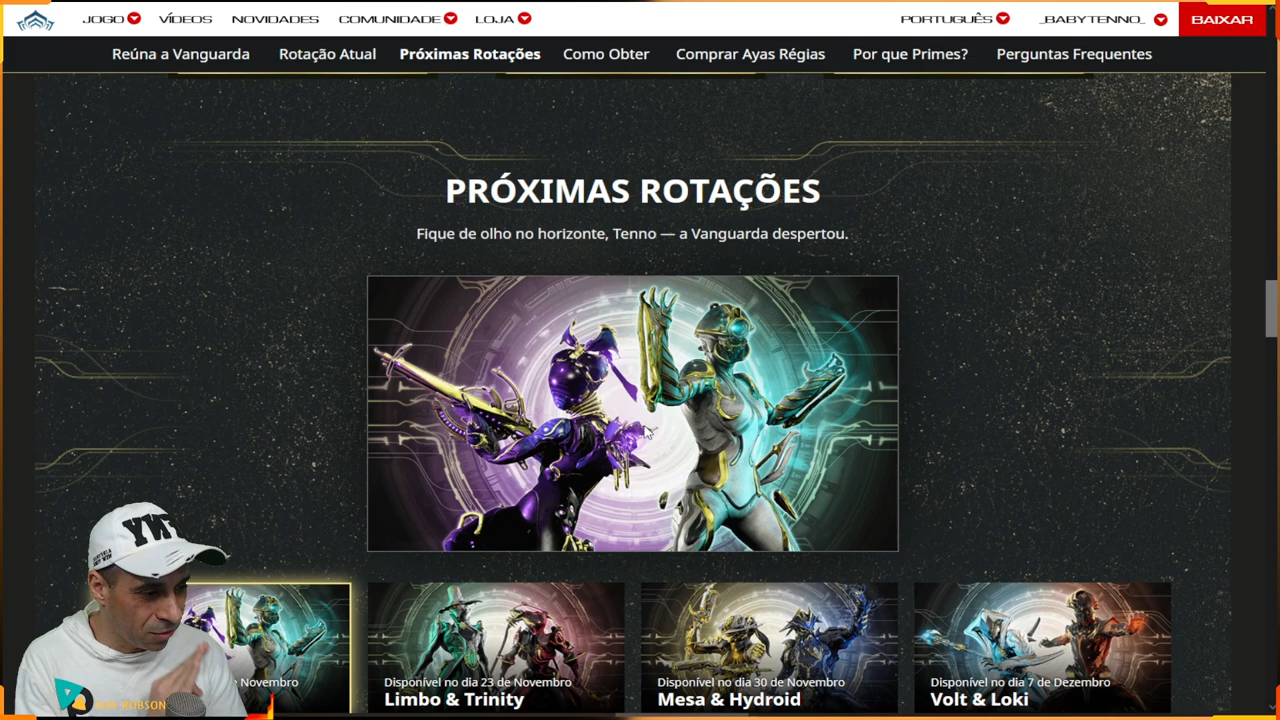 JOGO VÍDEOS NOVIDADES COMUNIDADE LOJA PORTUGUÊS _BABYTENNO_ BAIXAR
Reúna a Vanguarda Rotação Atual Próximas Rotações Como Obter Comprar Ayas Régias Por que Primes? Perguntas Frequentes
PRÓXIMAS ROTAÇÕES
Fique de olho no horizonte, Tenno — a Vanguarda despertou.
Novembro
Disponível no dia 23 de Novembro
Limbo & Trinity
Disponível no dia 30 de Novembro
Mesa & Hydroid
Disponível no dia 7 de Dezembro
Volt & Loki
ROBSON